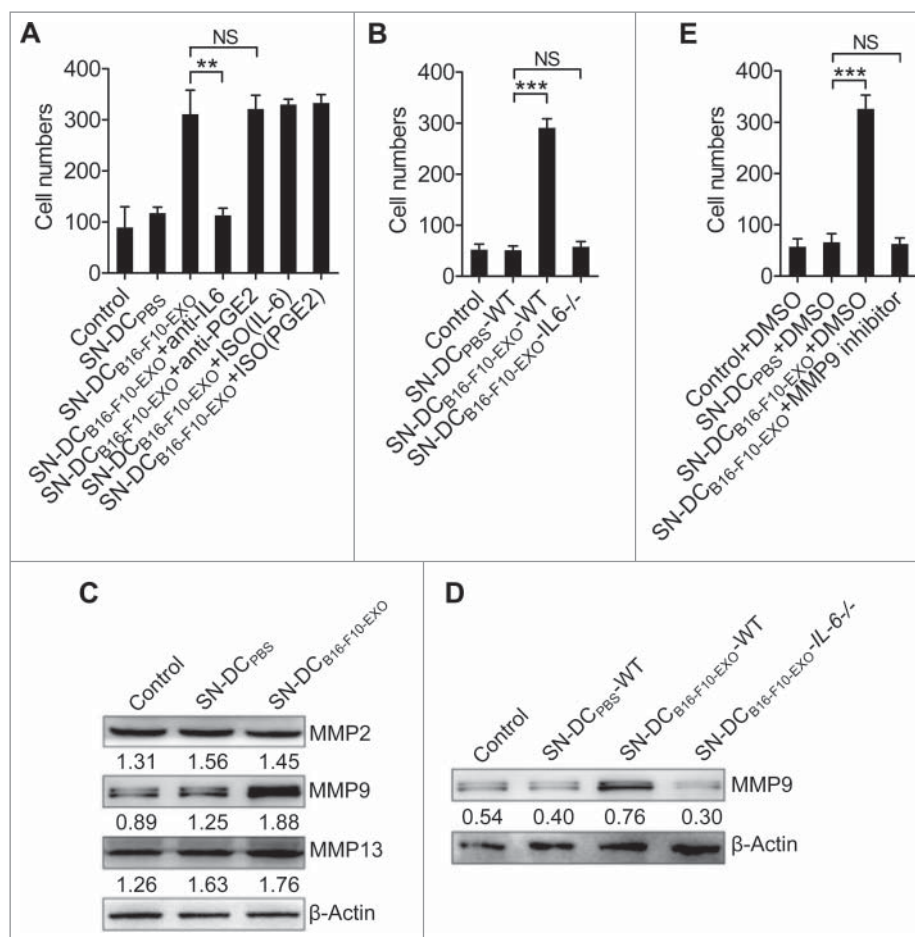 A
NS
**
400
300
200
100
0
Cell numbers
Control
SN-DCPBS
SN-DCB16-F10-EXO
SN-DCB16-F10-EXO+anti-IL6
SN-DCB16-F10-EXO+anti-PGE2
SN-DCB16-F10-EXO+ISO(IL-6)
SN-DCB16-F10-EXO+ISO(PGE2)
B
NS
***
400
300
200
100
0
Cell numbers
Control
SN-DCPBS-WT
SN-DCB16-F10-EXO-WT
SN-DCB16-F10-EXO-IL6-/-
E
NS
***
400
300
200
100
0
Cell numbers
Control+DMSO
SN-DCPBS+DMSO
SN-DCB16-F10-EXO+DMSO
SN-DCB16-F10-EXO+MMP9 inhibitor
C
Control
SN-DCPBS
SN-DCB16-F10-EXO
MMP2
1.31 1.56 1.45
MMP9
0.89 1.25 1.88
MMP13
1.26 1.63 1.76
β-Actin
D
Control
SN-DCPBS-WT
SN-DCB16-F10-EXO-WT
SN-DCB16-F10-EXO-IL-6-/-
MMP9
0.54 0.40 0.76 0.30
β-Actin